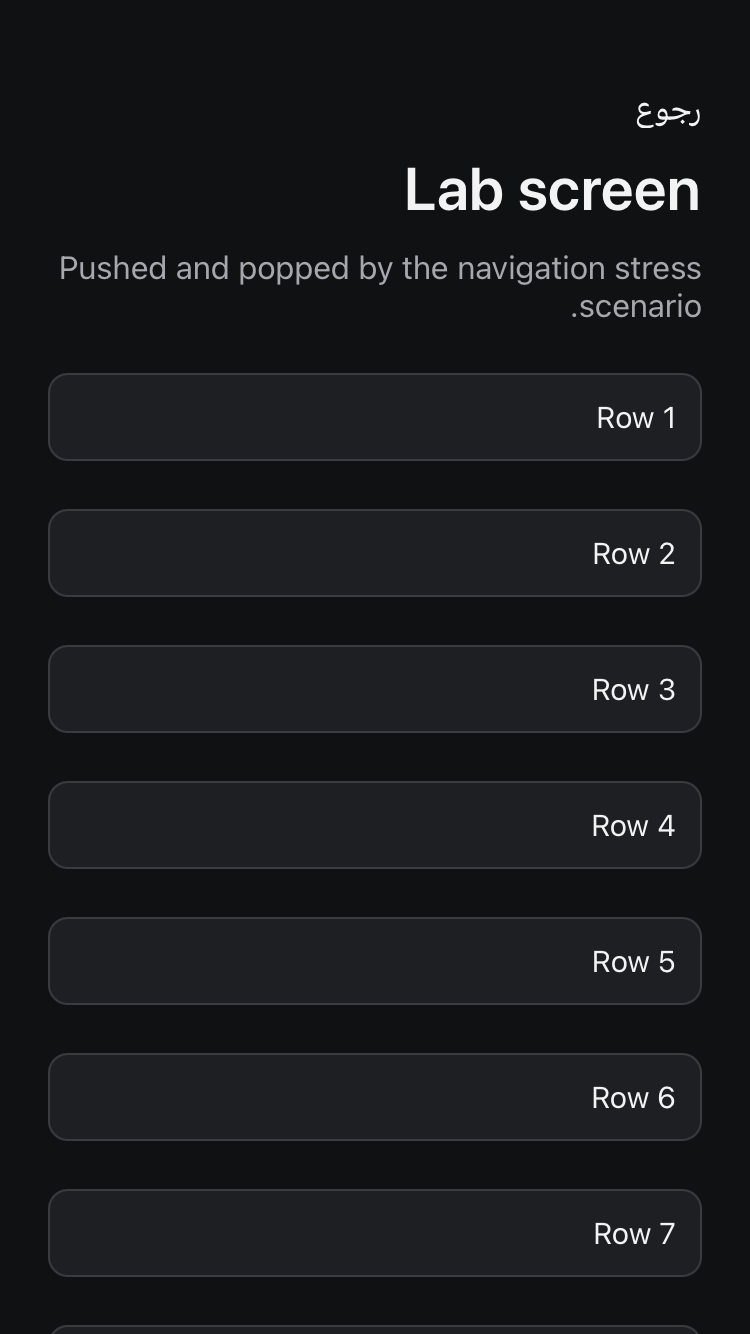 رجوع
Lab screen
Pushed and popped by the navigation stress
scenario.
Row 1
Row 2
Row 3
Row 4
Row 5
Row 6
Row 7